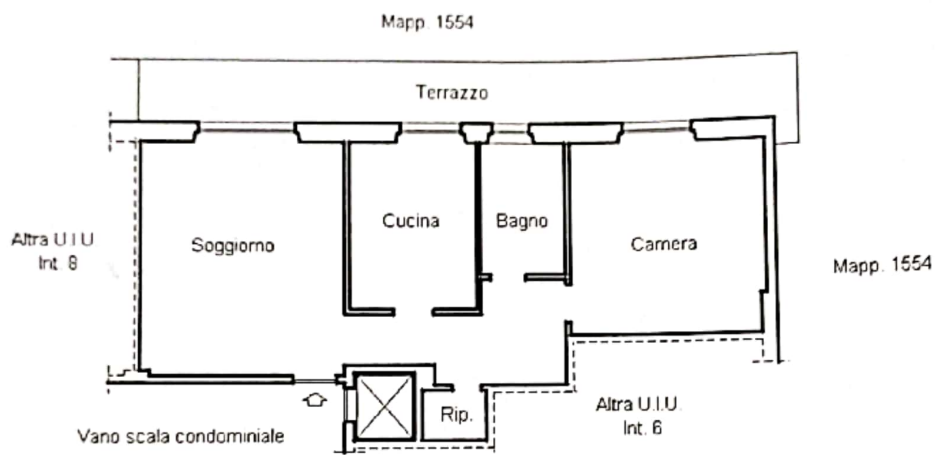 Mapp. 1554
Terrazzo
Cucina
Bagno
Soggiorno
Camera
Altra U.I.U.
Int. 8
Mapp. 1554
Rip.
Altra U.I.U.
Int. 6
Vano scala condominiale